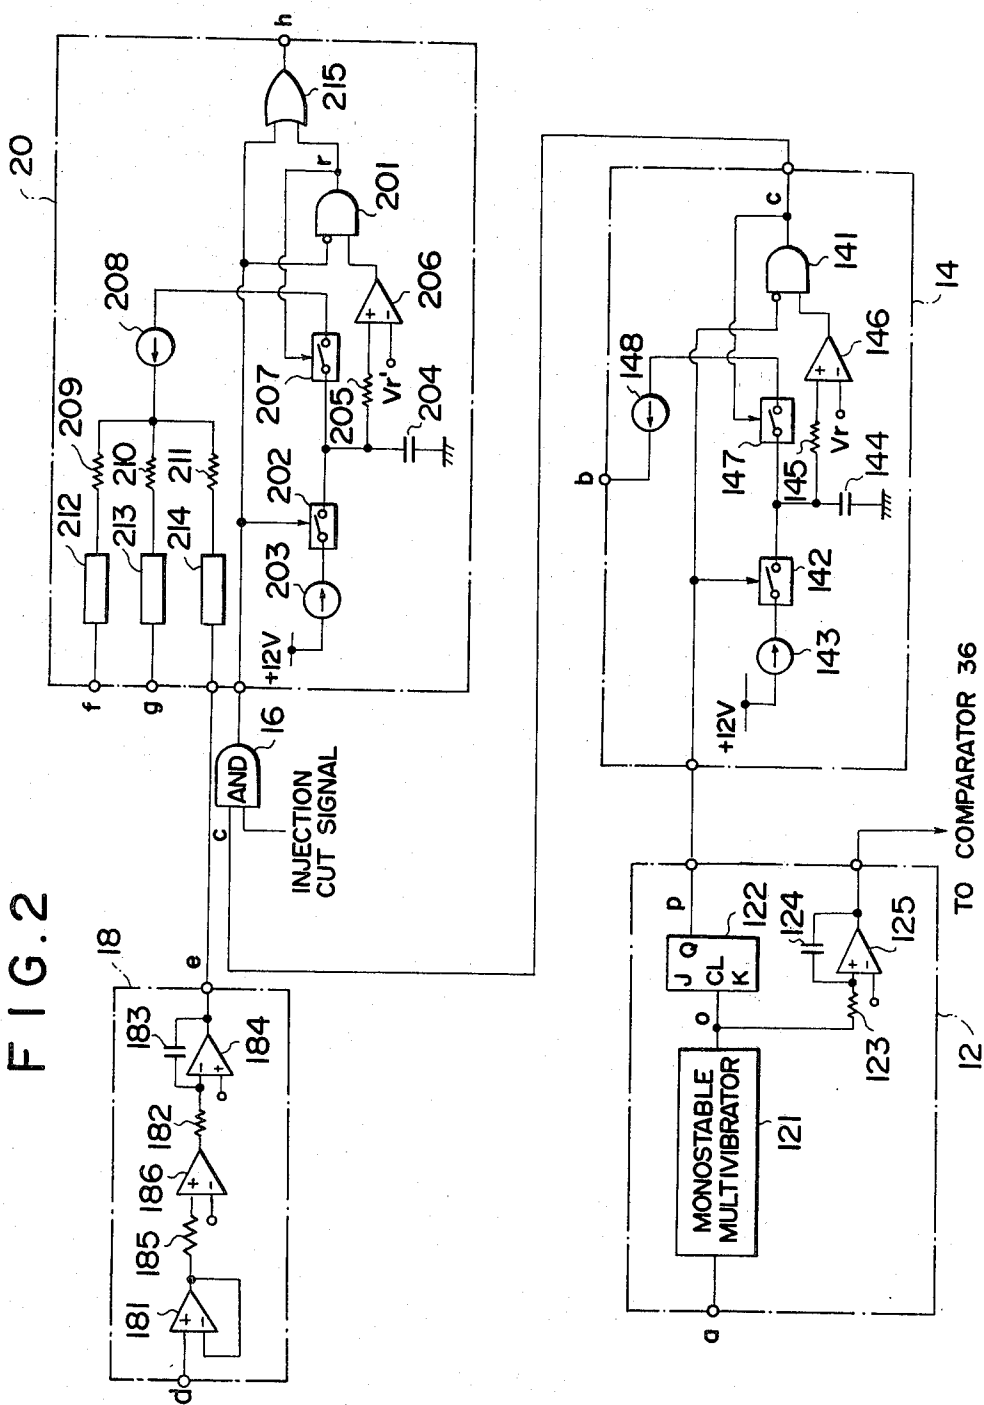 FIG.2
d
181
185
186
182
183
184
18
e
c
AND
16
INJECTION
CUT SIGNAL
20
f
g
212
213
214
209
210
211
208
+12V
203
202
207
205
Vr'
204
206
201
r
215
h
a
MONOSTABLE
MULTIVIBRATOR
121
o
J Q
CL
K
122
p
123
124
125
12
TO COMPARATOR 36
b
148
+12V
143
142
147
145
Vr
144
146
141
c
14